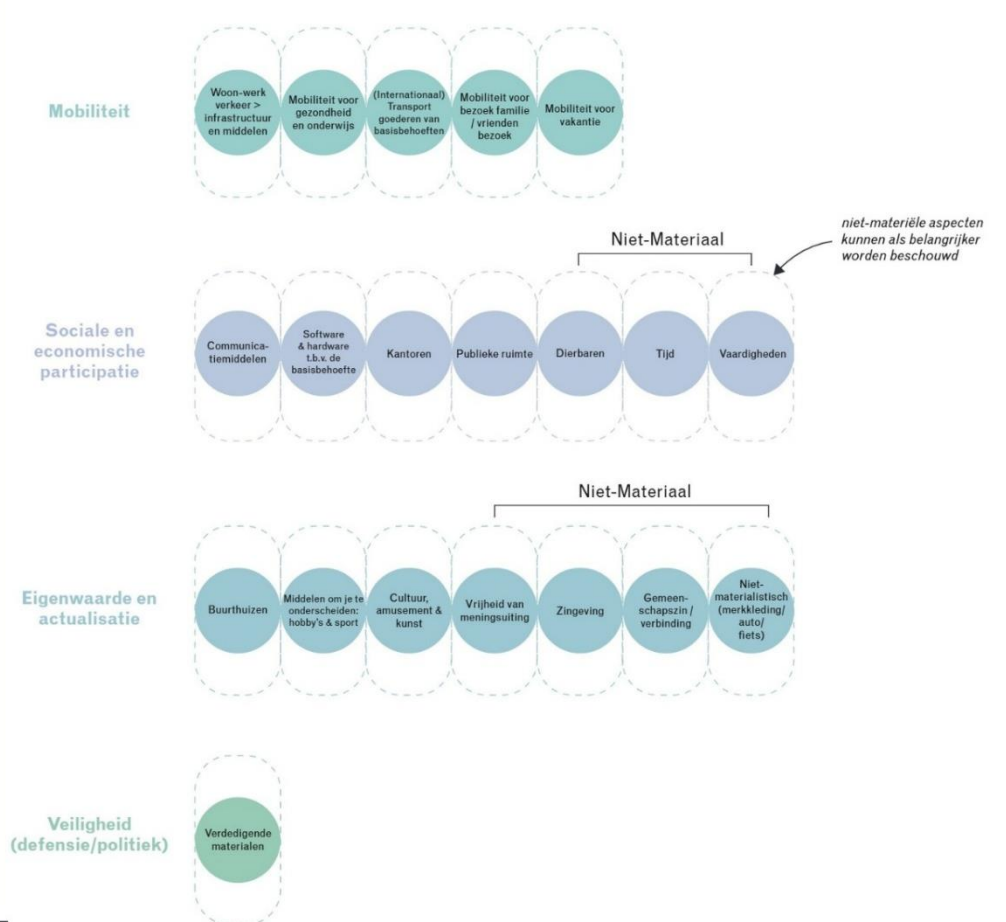 Mobiliteit
Woon-werk
verkeer >
infrastructuur
en middelen
Mobiliteit voor
gezondheid
en onderwijs
(Internationaal)
Transport
goederen van
basisbehoeften
Mobiliteit voor
bezoek familie
/ vrienden
bezoek
Mobiliteit voor
vakantie
niet-materiële aspecten
kunnen als belangrijker
worden beschouwd
Niet-Materiaal
Sociale en
economische
participatie
Communica-
tiemiddelen
Software
& hardware
t.b.v. de
basisbehoefte
Kantoren
Publieke ruimte
Dierbaren
Tijd
Vaardigheden
Niet-Materiaal
Eigenwaarde en
actualisatie
Buurthuizen
Middelen om je te
onderscheiden:
hobby's & sport
Cultuur,
amusement &
kunst
Vrijheid van
meningsuiting
Zingeving
Gemeen-
schapszin /
verbinding
Niet-
materialistisch
(merkkleding/
auto/
fiets)
Veiligheid
(defensie/politiek)
Verdedigende
materialen